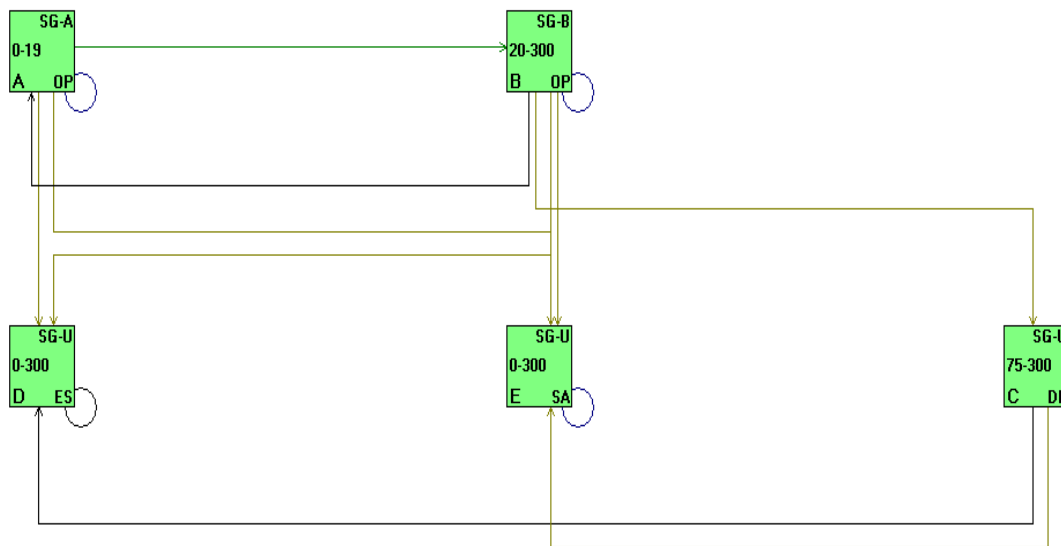 SG-A
0-19
A OP
SG-B
20-300
B OP
SG-U
0-300
D ES
SG-U
0-300
E SA
75-300
C